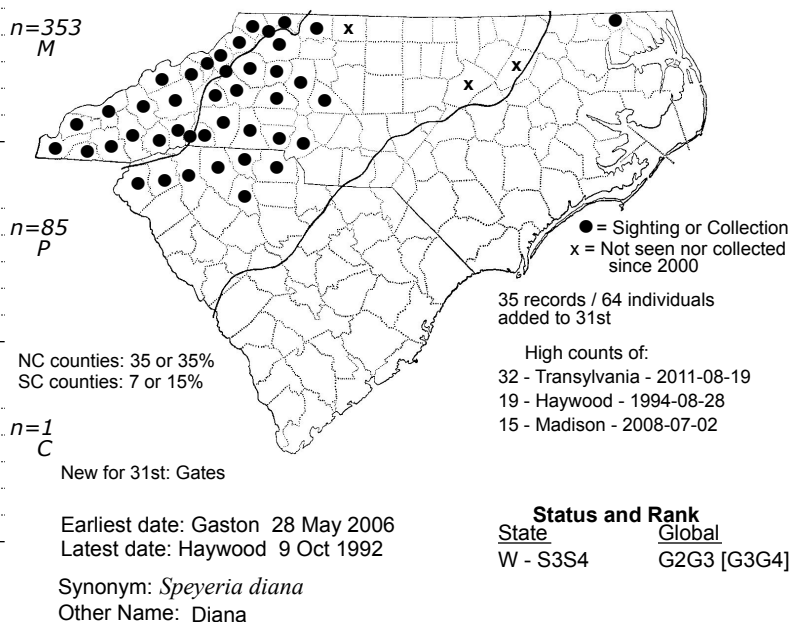 n=353
M
x
x
x
n=85
P
● = Sighting or Collection
x = Not seen nor collected
since 2000
35 records / 64 individuals
added to 31st
NC counties: 35 or 35%
SC counties: 7 or 15%
High counts of:
32 - Transylvania - 2011-08-19
19 - Haywood - 1994-08-28
15 - Madison - 2008-07-02
n=1
C
New for 31st: Gates
Earliest date: Gaston 28 May 2006
Latest date: Haywood 9 Oct 1992
Status and Rank
State Global
W - S3S4 G2G3 [G3G4]
Synonym: Speyeria diana
Other Name: Diana